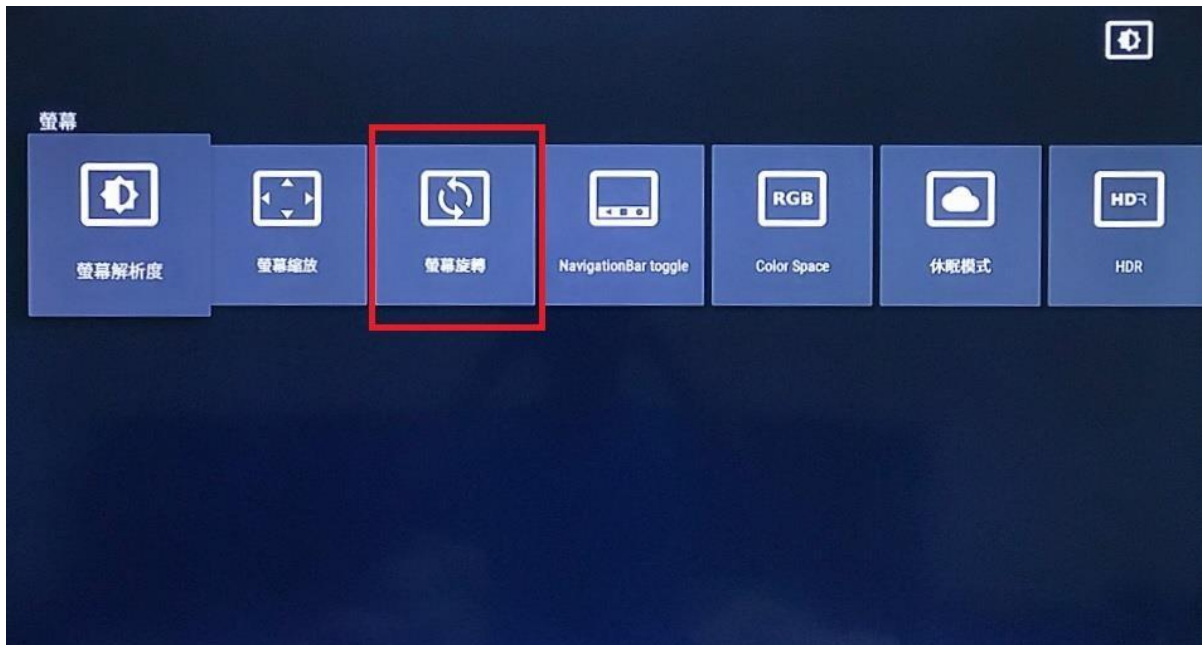 螢幕
螢幕解析度
螢幕縮放
螢幕旋轉
NavigationBar toggle
RGB
Color Space
休眠模式
HDR
HDR